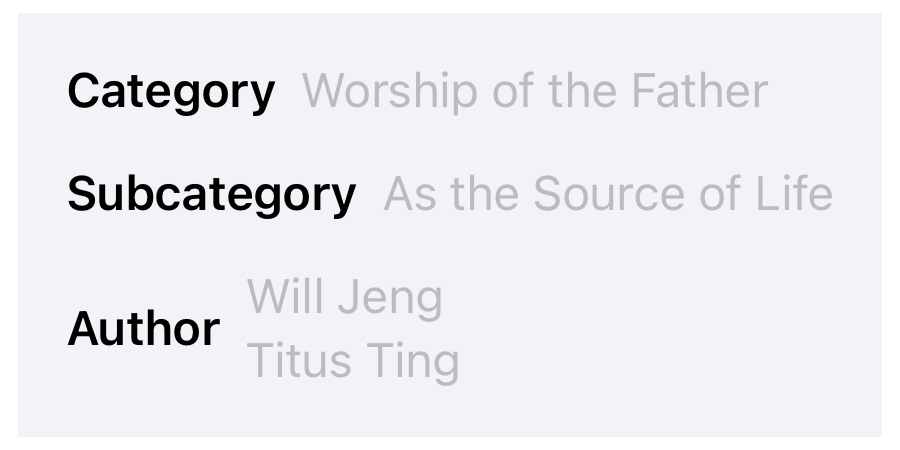 Category Worship of the Father
Subcategory As the Source of Life
Author Will Jeng
Titus Ting